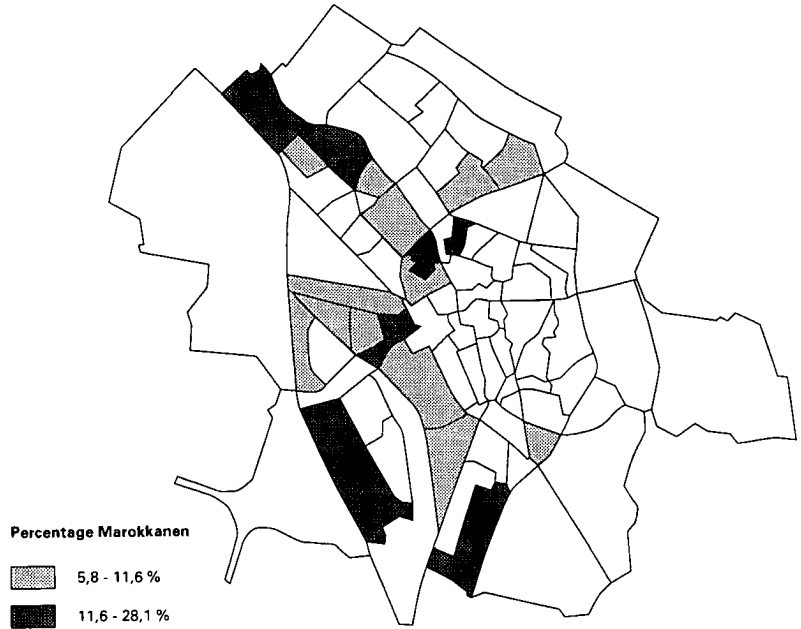 Percentage Marokkanen
5,8 - 11,6 %
11,6 - 28,1 %